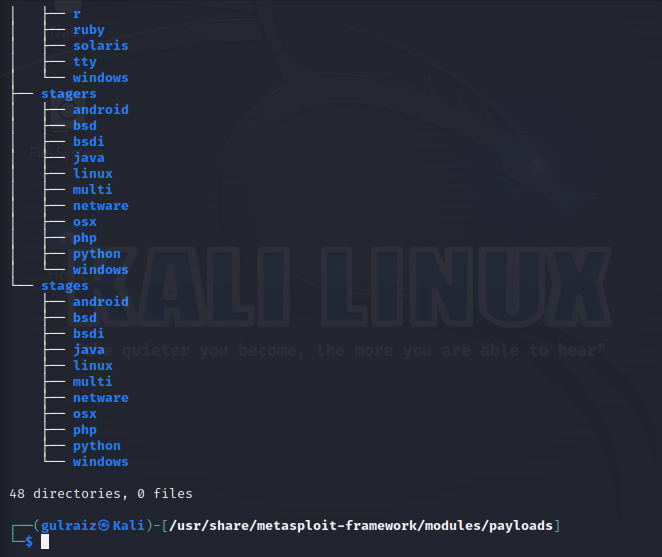 │   ├── r
│   ├── ruby
│   ├── solaris
│   ├── tty
│   └── windows
├── stagers
│   ├── android
│   ├── bsd
│   ├── bsdi
│   ├── java
│   ├── linux
│   ├── multi
│   ├── netware
│   ├── osx
│   ├── php
│   ├── python
│   └── windows
└── stages
    ├── android
    ├── bsd
    ├── bsdi
    ├── java
    ├── linux
    ├── multi
    ├── netware
    ├── osx
    ├── php
    ├── python
    └── windows
KALI LINUX
quieter you become, the more you are able to hear"
48 directories, 0 files
┌──(gulraiz㉿Kali)-[/usr/share/metasploit-framework/modules/payloads]
└─$